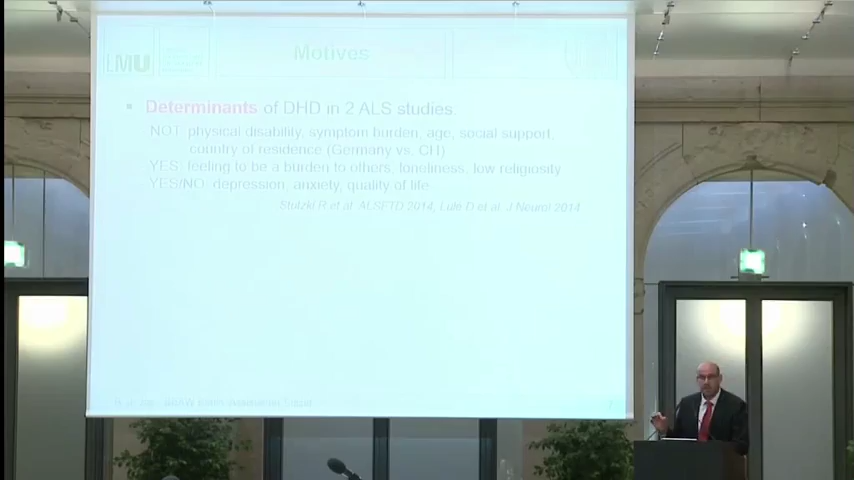 LMU
Motives
Determinants of DHD in 2 ALS studies.
NOT: physical disability, symptom burden, age, social support,
country of residence (Germany vs. CH)
YES: feeling to be a burden to others, loneliness, low religiosity
YES/NO: depression, anxiety, quality of life
Stutzki R et al. ALSFTD 2014, Lulé D et al. J Neurol 2014